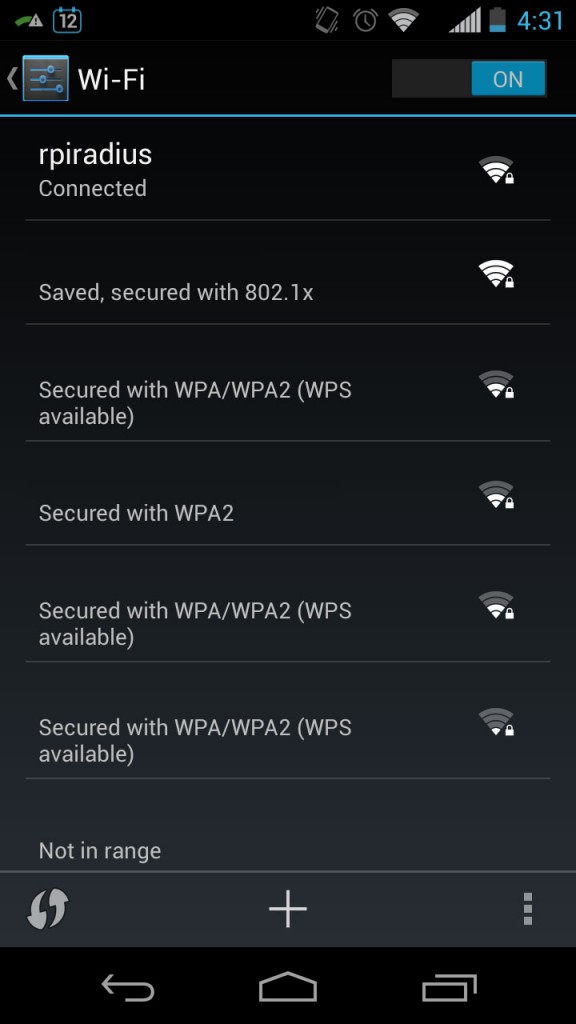 12
4:31
Wi-Fi
ON
rpiradius
Connected
Saved, secured with 802.1x
Secured with WPA/WPA2 (WPS
available)
Secured with WPA2
Secured with WPA/WPA2 (WPS
available)
Secured with WPA/WPA2 (WPS
available)
Not in range